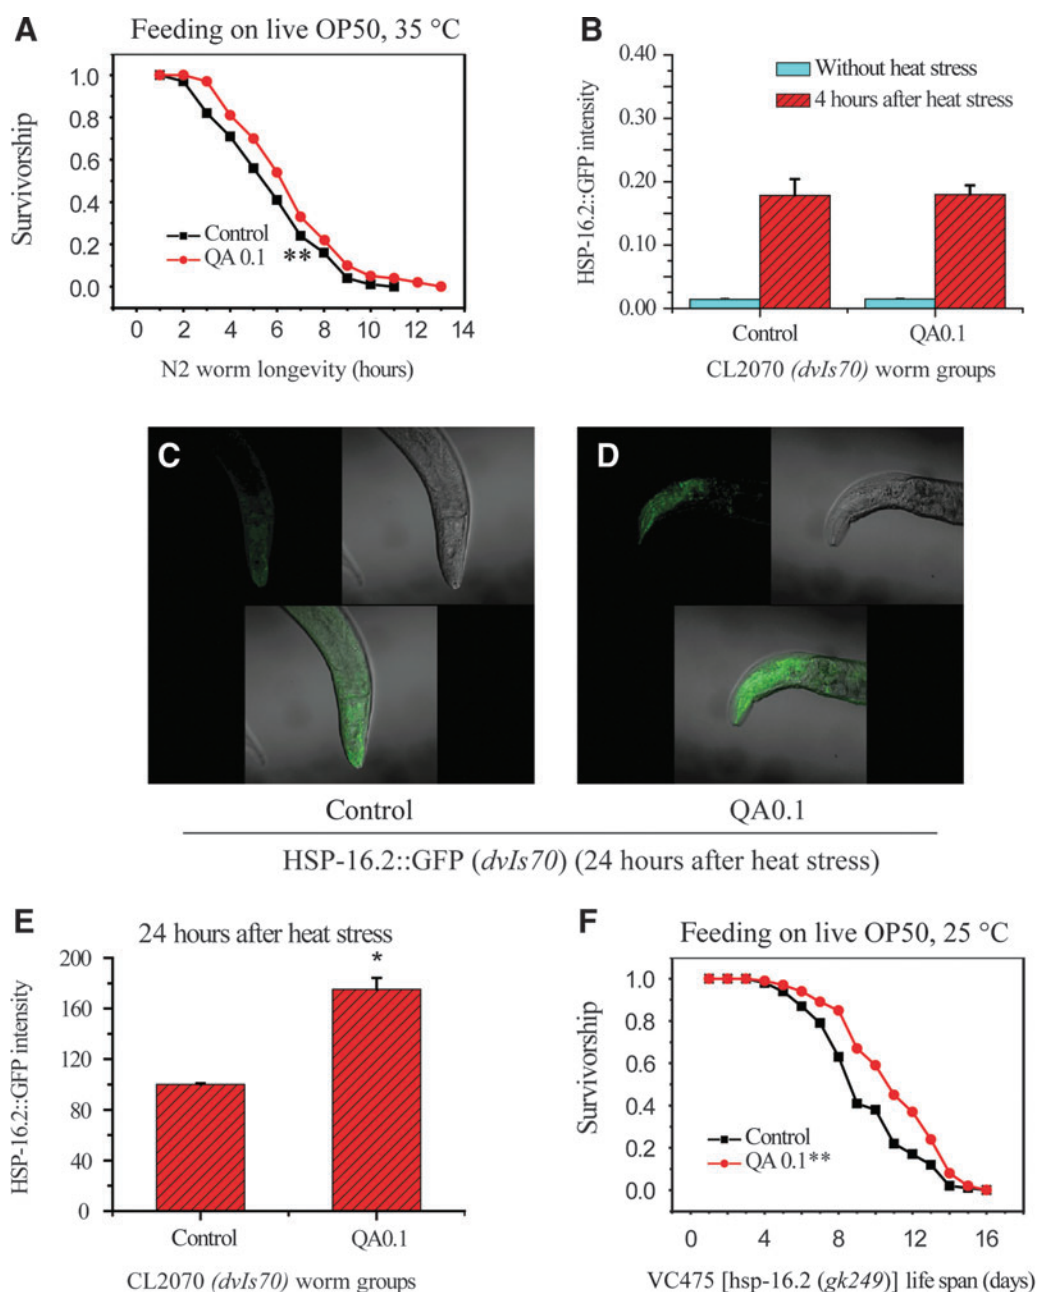 A
Feeding on live OP50, 35 °C
Survivorship
1.0
0.8
0.6
0.4
0.2
0.0
Control
QA 0.1
**
0 2 4 6 8 10 12 14
N2 worm longevity (hours)
B
HSP-16.2::GFP intensity
0.40
0.30
0.20
0.10
0.00
Without heat stress
4 hours after heat stress
Control QA0.1
CL2070 (dvIs70) worm groups
C
D
Control QA0.1
HSP-16.2::GFP (dvIs70) (24 hours after heat stress)
E
24 hours after heat stress
HSP-16.2::GFP intensity
200
160
120
80
40
0
*
Control QA0.1
CL2070 (dvIs70) worm groups
F
Feeding on live OP50, 25 °C
Survivorship
1.0
0.8
0.6
0.4
0.2
0.0
Control
QA 0.1**
0 4 8 12 16
VC475 [hsp-16.2 (gk249)] life span (days)